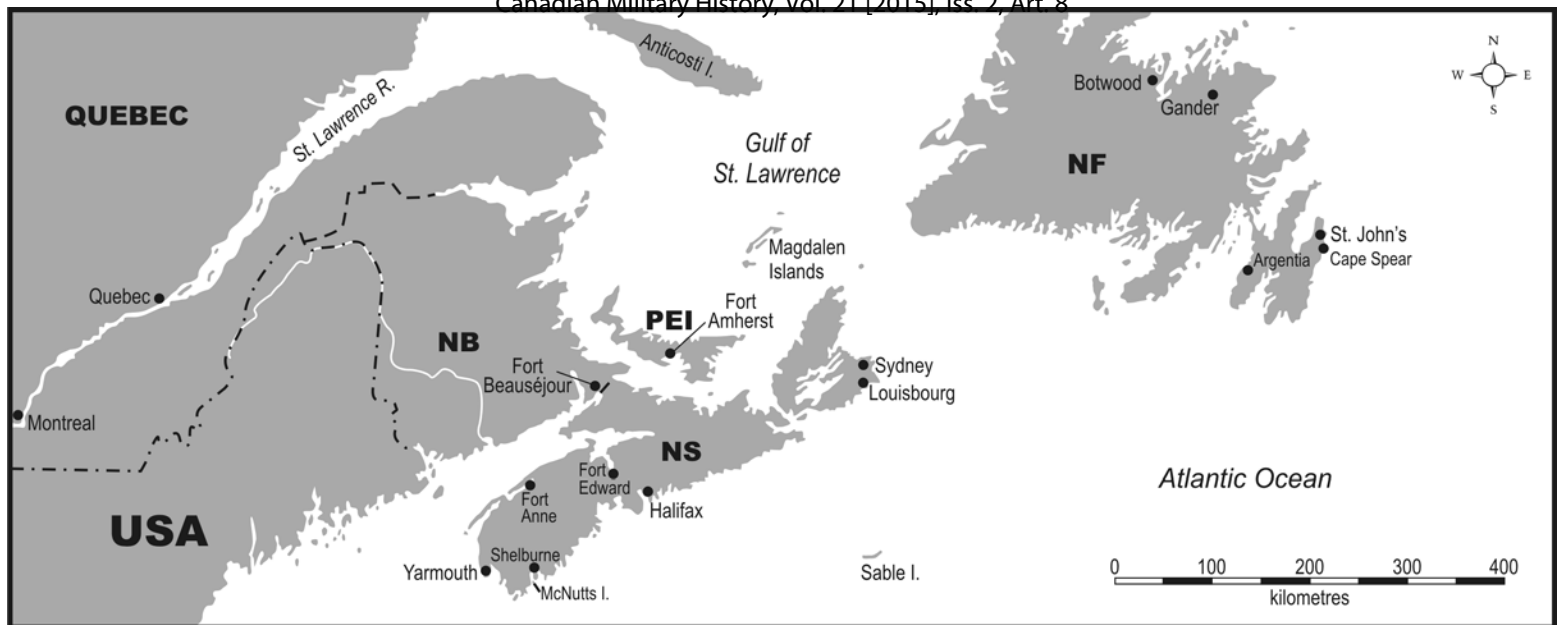 Canadian Military History, Vol. 21 [2015], Iss. 2, Art. 8
Anticosti I.
N
W
E
S
QUEBEC
St. Lawrence R.
Gulf of
St. Lawrence
Botwood
Gander
NF
Magdalen
Islands
St. John's
Cape Spear
Argentia
Quebec
PEI
Fort
Amherst
NB
Fort
Beauséjour
Sydney
Louisbourg
Montreal
NS
Fort
Edward
Fort
Anne
Halifax
Atlantic Ocean
USA
Shelburne
Yarmouth
McNutts I.
Sable I.
0 100 200 300 400
kilometres